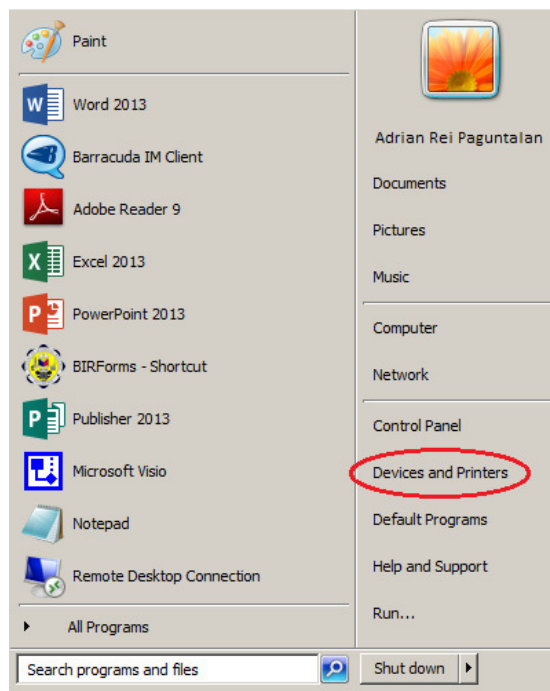 Paint
Word 2013
Barracuda IM Client
Adobe Reader 9
Excel 2013
PowerPoint 2013
BIRForms - Shortcut
Publisher 2013
Microsoft Visio
Notepad
Remote Desktop Connection
All Programs
Search programs and files
Adrian Rei Paguntalan
Documents
Pictures
Music
Computer
Network
Control Panel
Devices and Printers
Default Programs
Help and Support
Run...
Shut down